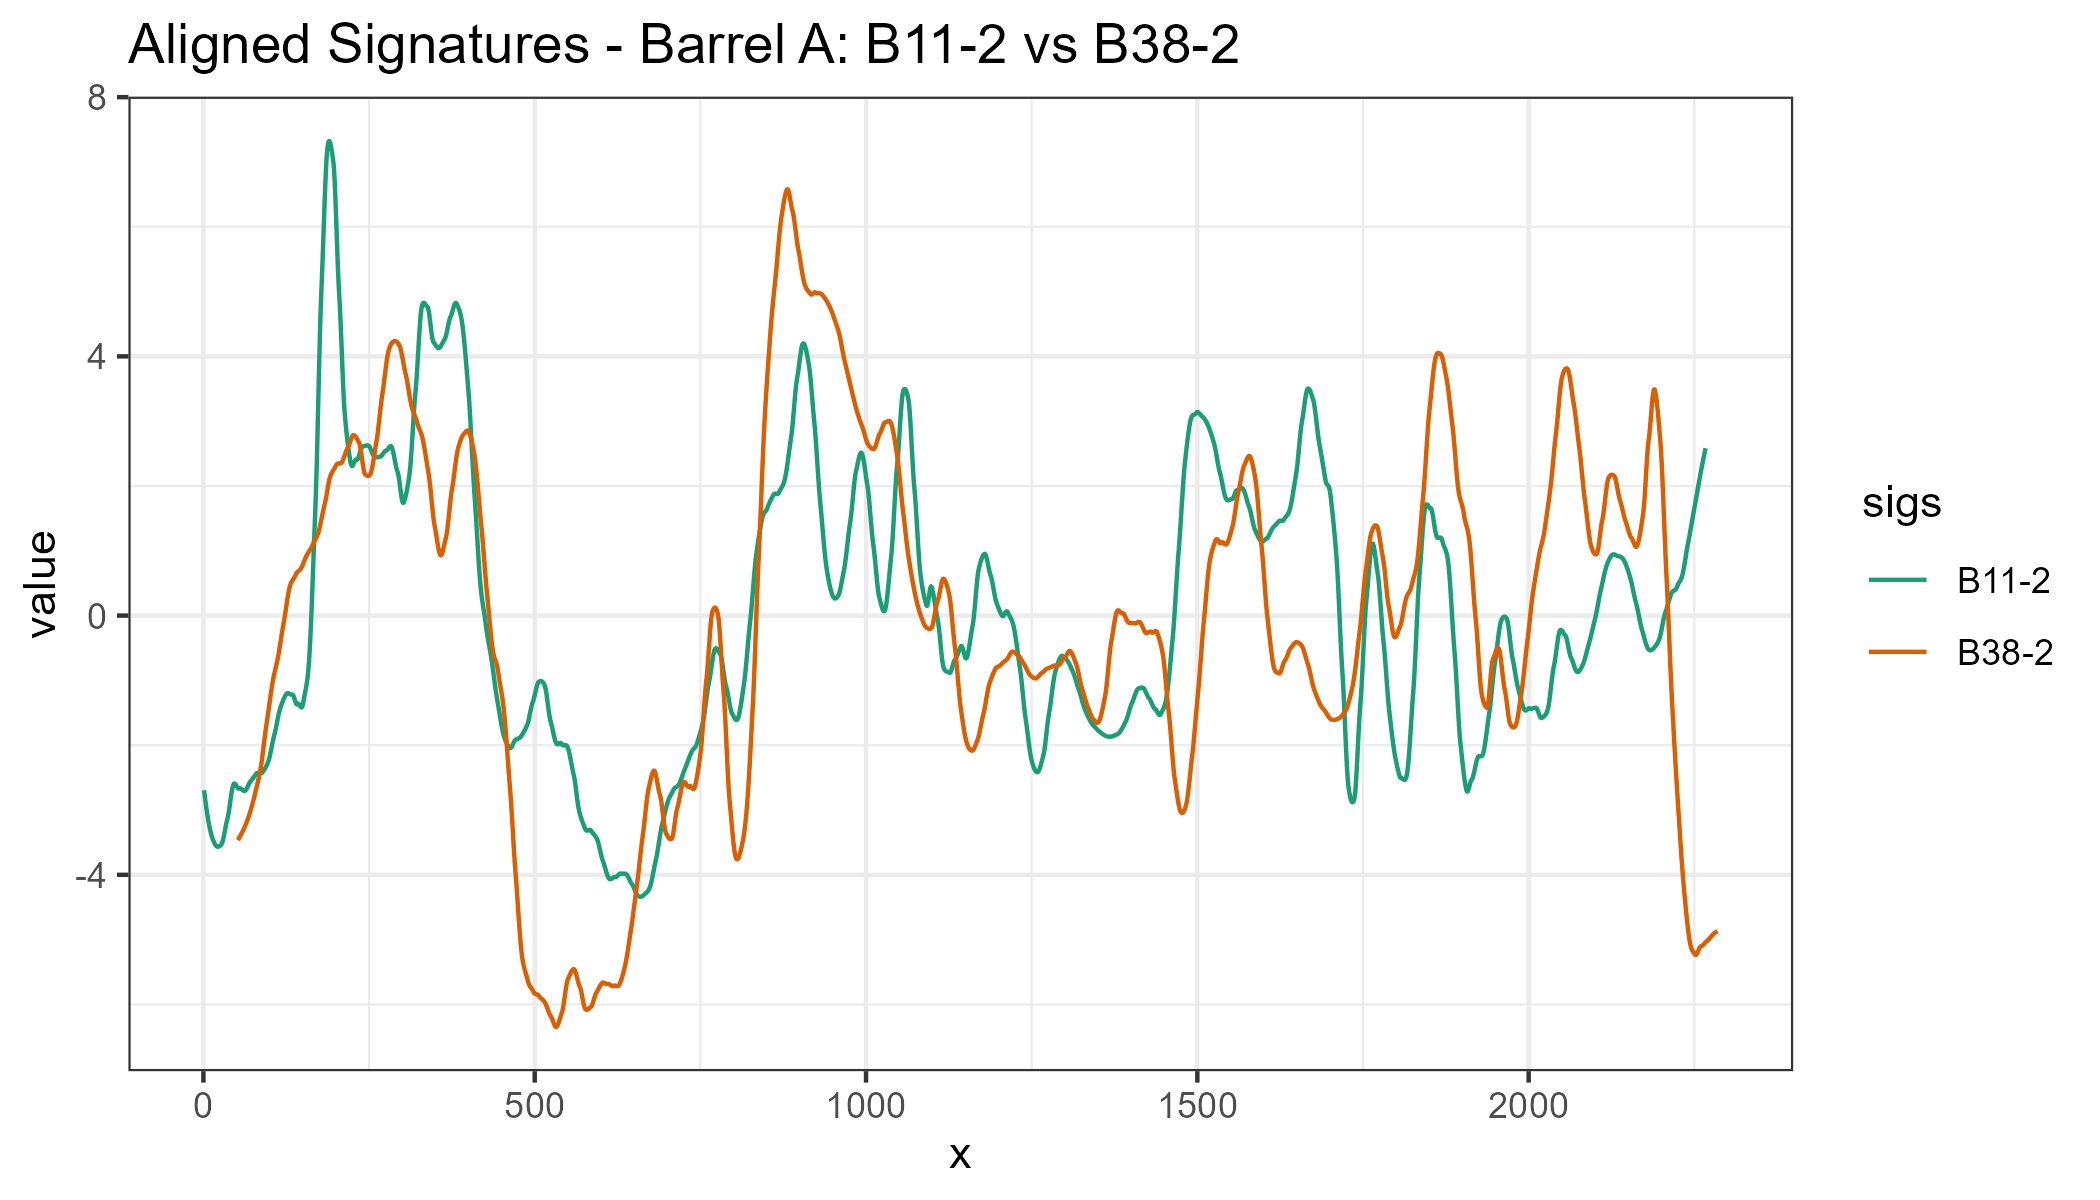 Aligned Signatures - Barrel A: B11-2 vs B38-2
8
4
0
-4
value
0
500
1000
1500
2000
x
sigs
B11-2
B38-2